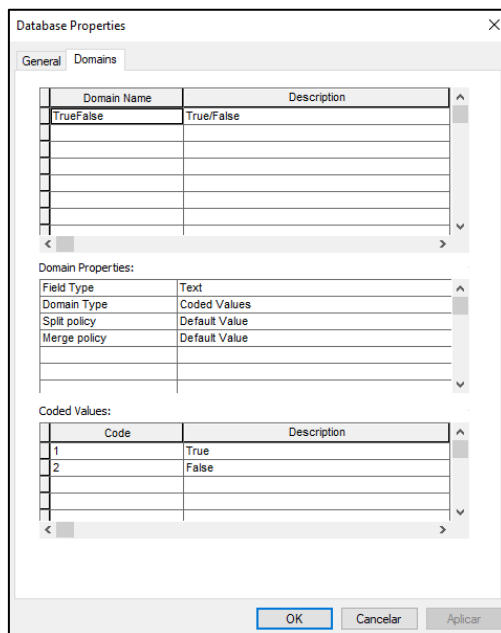 Database Properties
General Domains
Domain Name Description
TrueFalse True/False
Domain Properties:
Field Type Text
Domain Type Coded Values
Split policy Default Value
Merge policy Default Value
Coded Values:
Code Description
1 True
2 False
OK Cancelar Aplicar